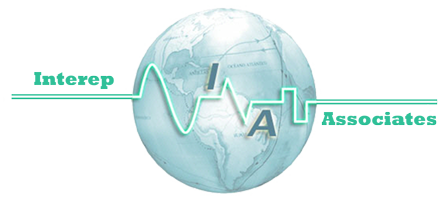 Interep
I
A
Associates